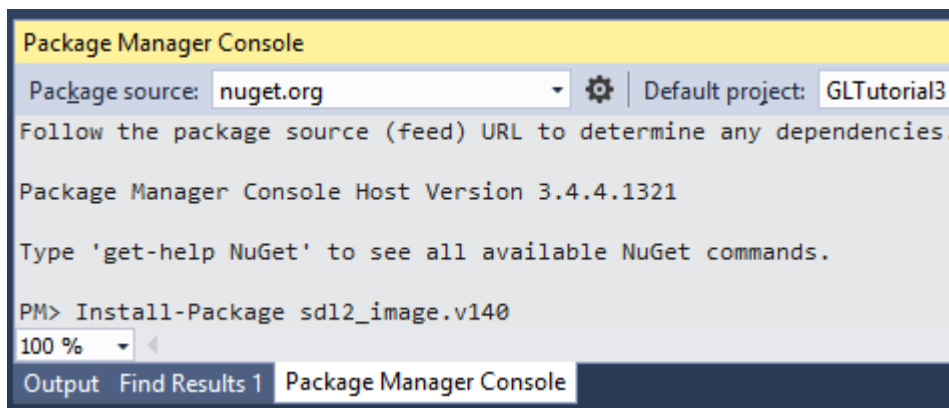 Package Manager Console
Package source: nuget.org Default project: GLTutorial3
Follow the package source (feed) URL to determine any dependencies.
Package Manager Console Host Version 3.4.4.1321
Type 'get-help NuGet' to see all available NuGet commands.
PM> Install-Package sdl2_image.v140
100 %
Output Find Results 1 Package Manager Console